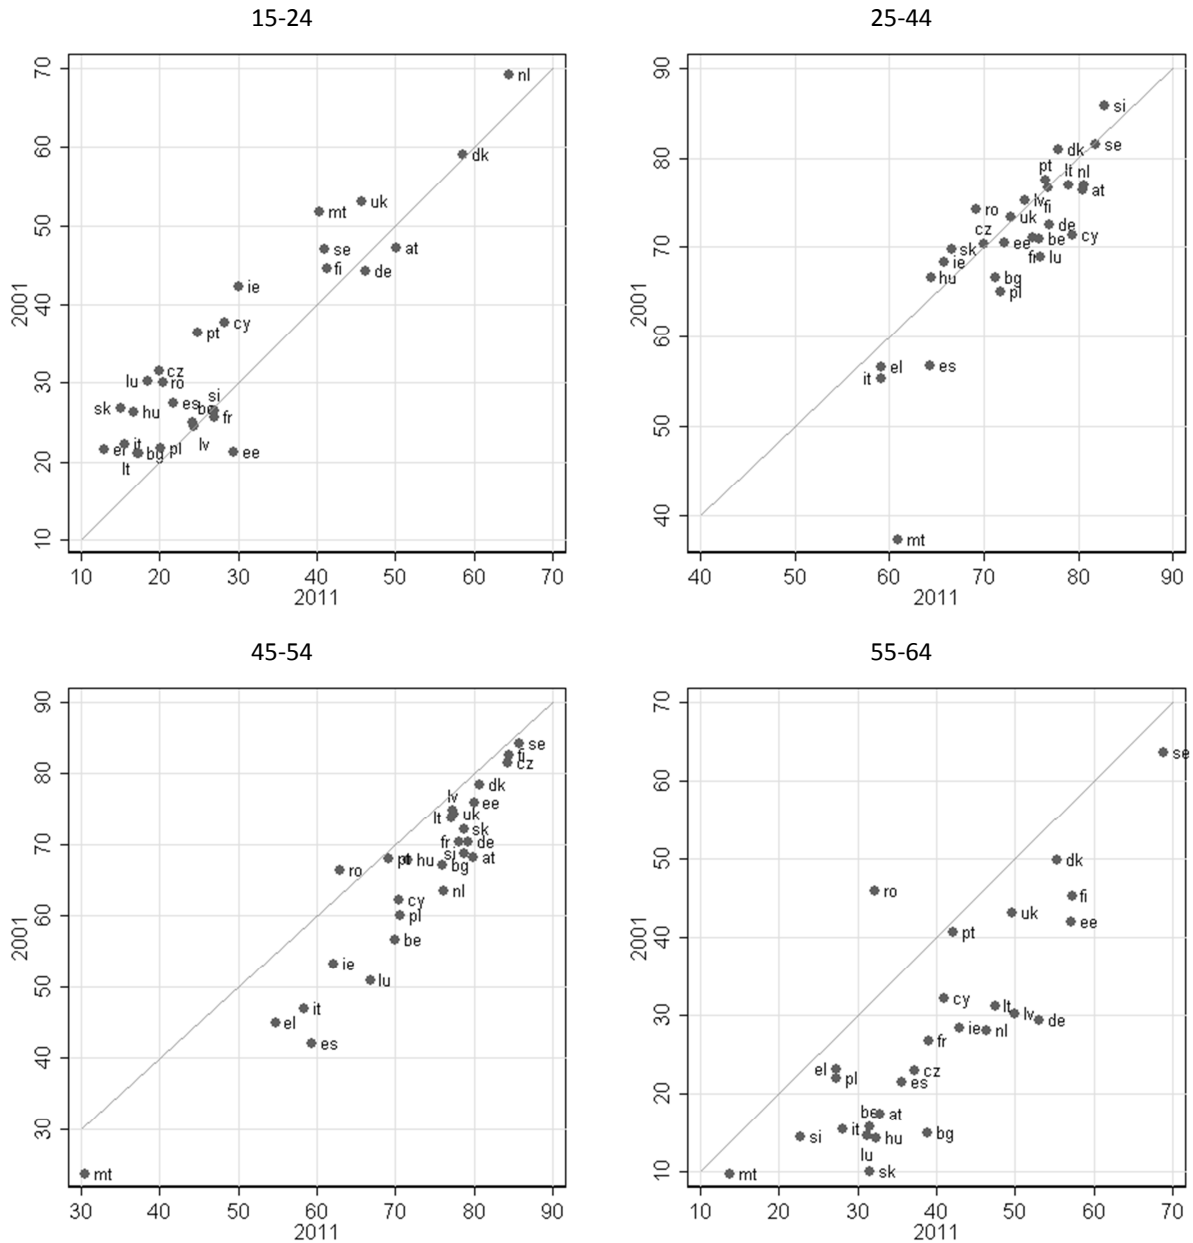 15-24
25-44
70
60
50
40
30
20
10
2001
nl
dk
uk
mt
se
at
fi
de
ie
cy
pt
cz
lu
ro
si
sk
hu
es
be
fr
it
el
bg
pl
lv
ee
lt
10 20 30 40 50 60 70
2011
90
80
70
60
50
40
2001
si
dk
se
pt
lt nl
at
lv
fi
ro
uk
de
cz
cy
ee
be
sk
fr
lu
ie
hu
bg
pl
el
es
it
mt
40 50 60 70 80 90
2011
45-54
55-64
90
80
70
60
50
40
30
2001
se
fi
cz
dk
lv
ee
lt
uk
sk
fr
de
si
at
pt
hu
bg
ro
nl
cy
pl
be
ie
lu
it
el
es
mt
30 40 50 60 70 80 90
2011
70
60
50
40
30
20
10
2001
se
dk
ro
fi
uk
ee
pt
cy
lt
lv
de
ie
nl
fr
el
pl
cz
es
be
at
si
it
hu
bg
lu
sk
mt
10 20 30 40 50 60 70
2011